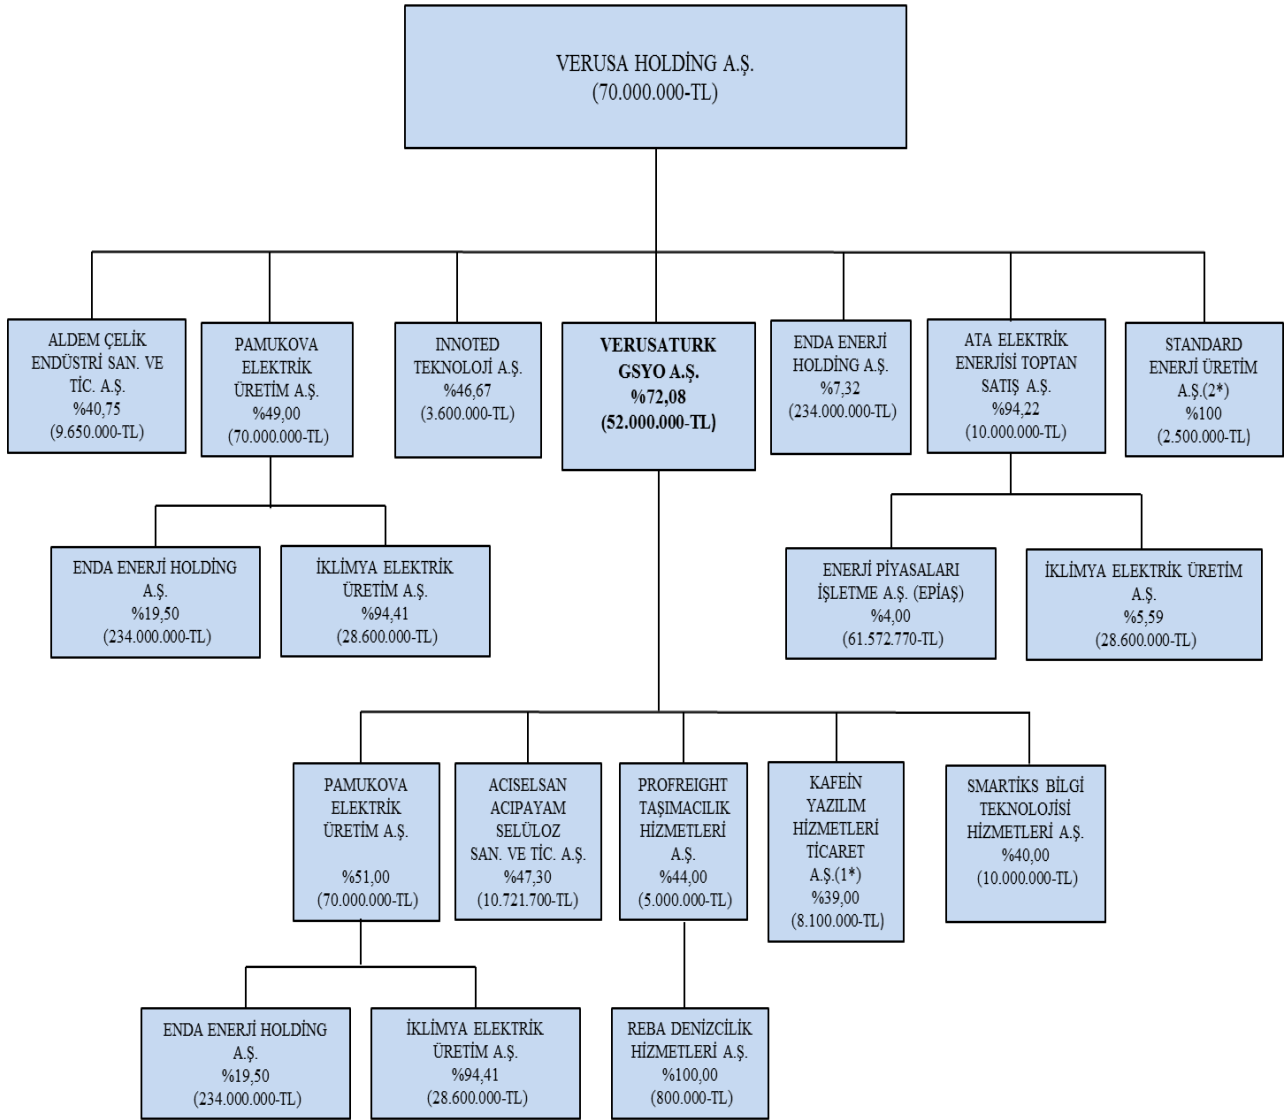 VERUSA HOLDİNG A.Ş.
(70.000.000-TL)
ALDEM ÇELİK
ENDÜSTRİ SAN. VE
TİC. A.Ş.
%40,75
(9.650.000-TL)
PAMUKOVA
ELEKTRİK
ÜRETİM A.Ş.
%49,00
(70.000.000-TL)
INNOTED
TEKNOLOJİ A.Ş.
%46,67
(3.600.000-TL)
VERUSATURK
GSYO A.Ş.
%72,08
(52.000.000-TL)
ENDA ENERJİ
HOLDİNG A.Ş.
%7,32
(234.000.000-TL)
ATA ELEKTRİK
ENERJİSİ TOPTAN
SATIŞ A.Ş.
%94,22
(10.000.000-TL)
STANDARD
ENERJİ ÜRETİM
A.Ş.(2*)
%100
(2.500.000-TL)
ENDA ENERJİ HOLDİNG
A.Ş.
%19,50
(234.000.000-TL)
İKLİMYA ELEKTRİK
ÜRETİM A.Ş.
%94,41
(28.600.000-TL)
ENERJİ PİYASALARI
İŞLETME A.Ş. (EPİAŞ)
%4,00
(61.572.770-TL)
İKLİMYA ELEKTRİK ÜRETİM
A.Ş.
%5,59
(28.600.000-TL)
PAMUKOVA
ELEKTRİK
ÜRETİM A.Ş.
%51,00
(70.000.000-TL)
ACISELSAN
ACIPAYAM
SELÜLOZ
SAN. VE TİC. A.Ş.
%47,30
(10.721.700-TL)
PROFREIGHT
TAŞIMACILIK
HİZMETLERİ
A.Ş.
%44,00
(5.000.000-TL)
KAFEİN
YAZILIM
HİZMETLERİ
TİCARET
A.Ş.(1*)
%39,00
(8.100.000-TL)
SMARTİKS BİLGİ
TEKNOLOJİSİ
HİZMETLERİ A.Ş.
%40,00
(10.000.000-TL)
ENDA ENERJİ HOLDİNG
A.Ş.
%19,50
(234.000.000-TL)
İKLİMYA ELEKTRİK
ÜRETİM A.Ş.
%94,41
(28.600.000-TL)
REBA DENİZCİLİK
HİZMETLERİ A.Ş.
%100,00
(800.000-TL)